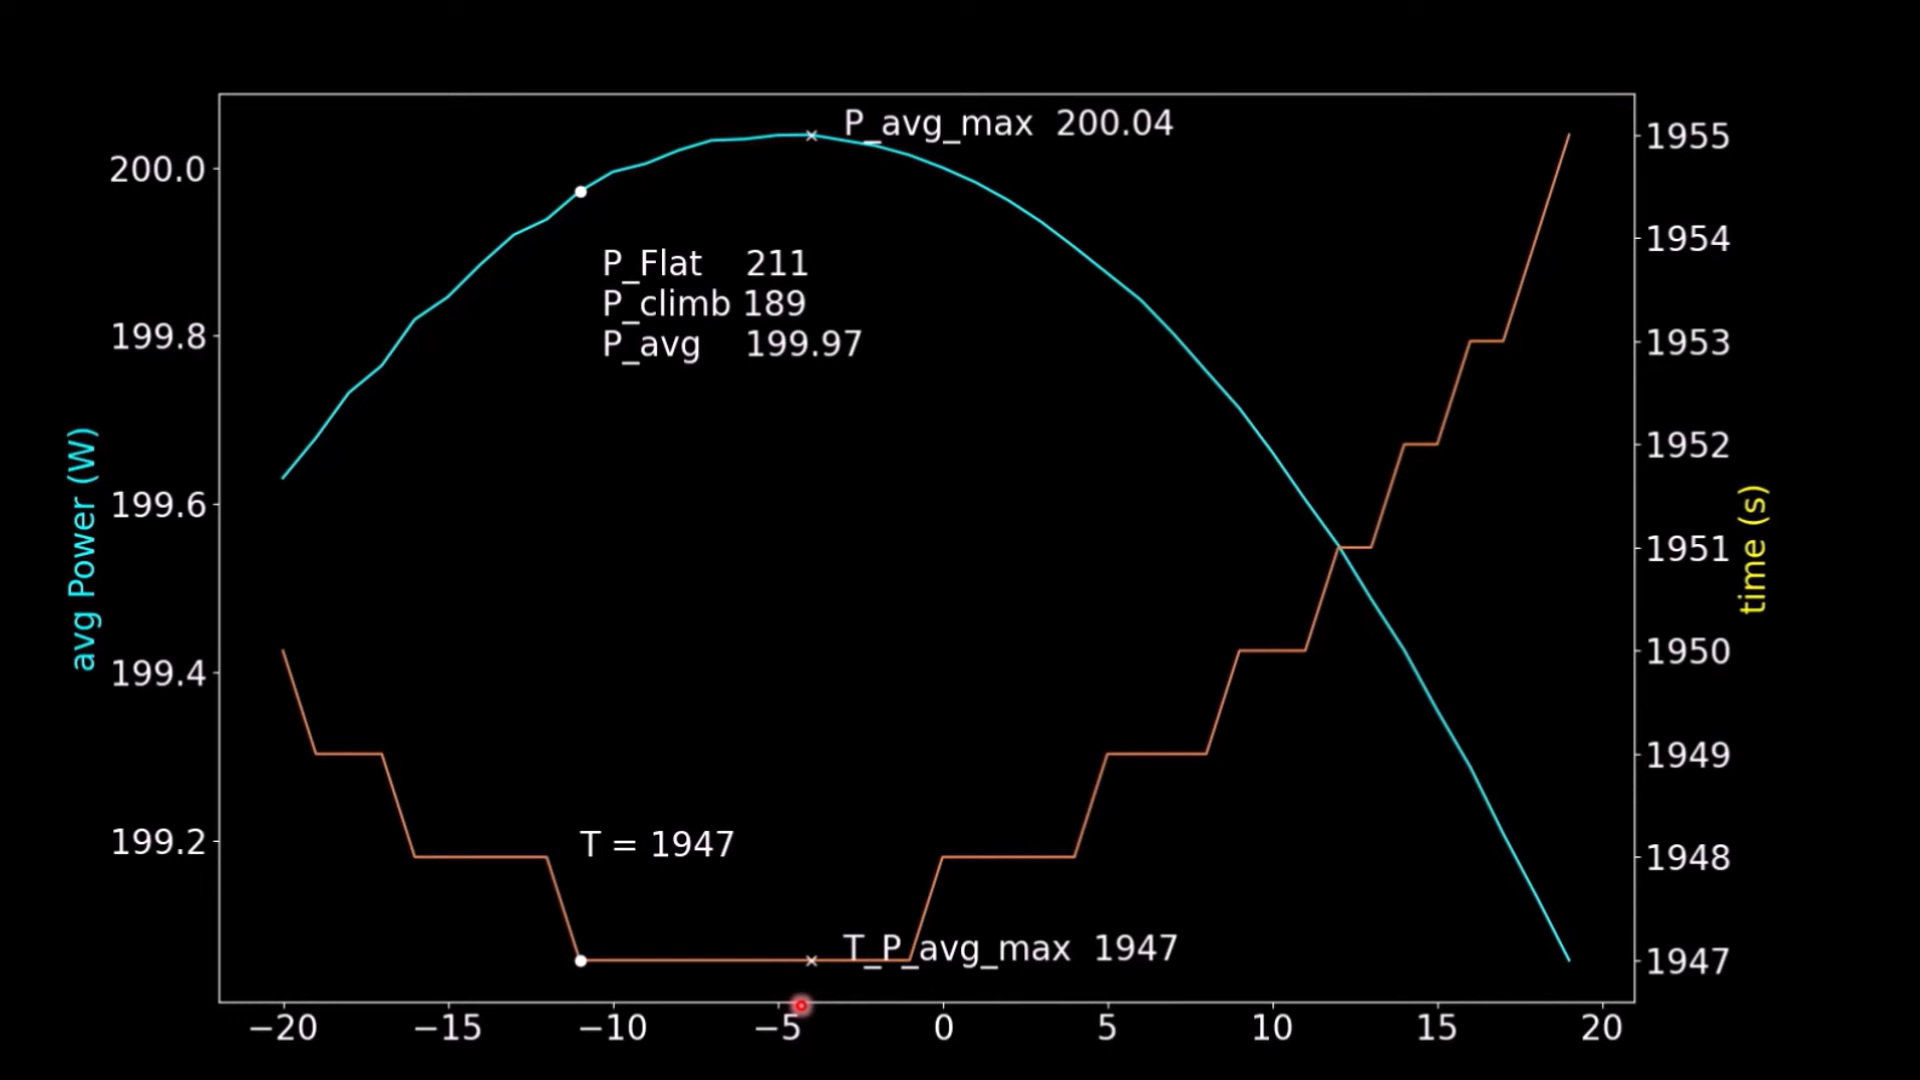 P_avg_max 200.04
P_Flat 211
P_climb 189
P_avg 199.97
T = 1947
T_P_avg_max 1947
avg Power (W)
200.0
199.8
199.6
199.4
199.2
time (s)
1955
1954
1953
1952
1951
1950
1949
1948
1947
−20 −15 −10 −5 0 5 10 15 20